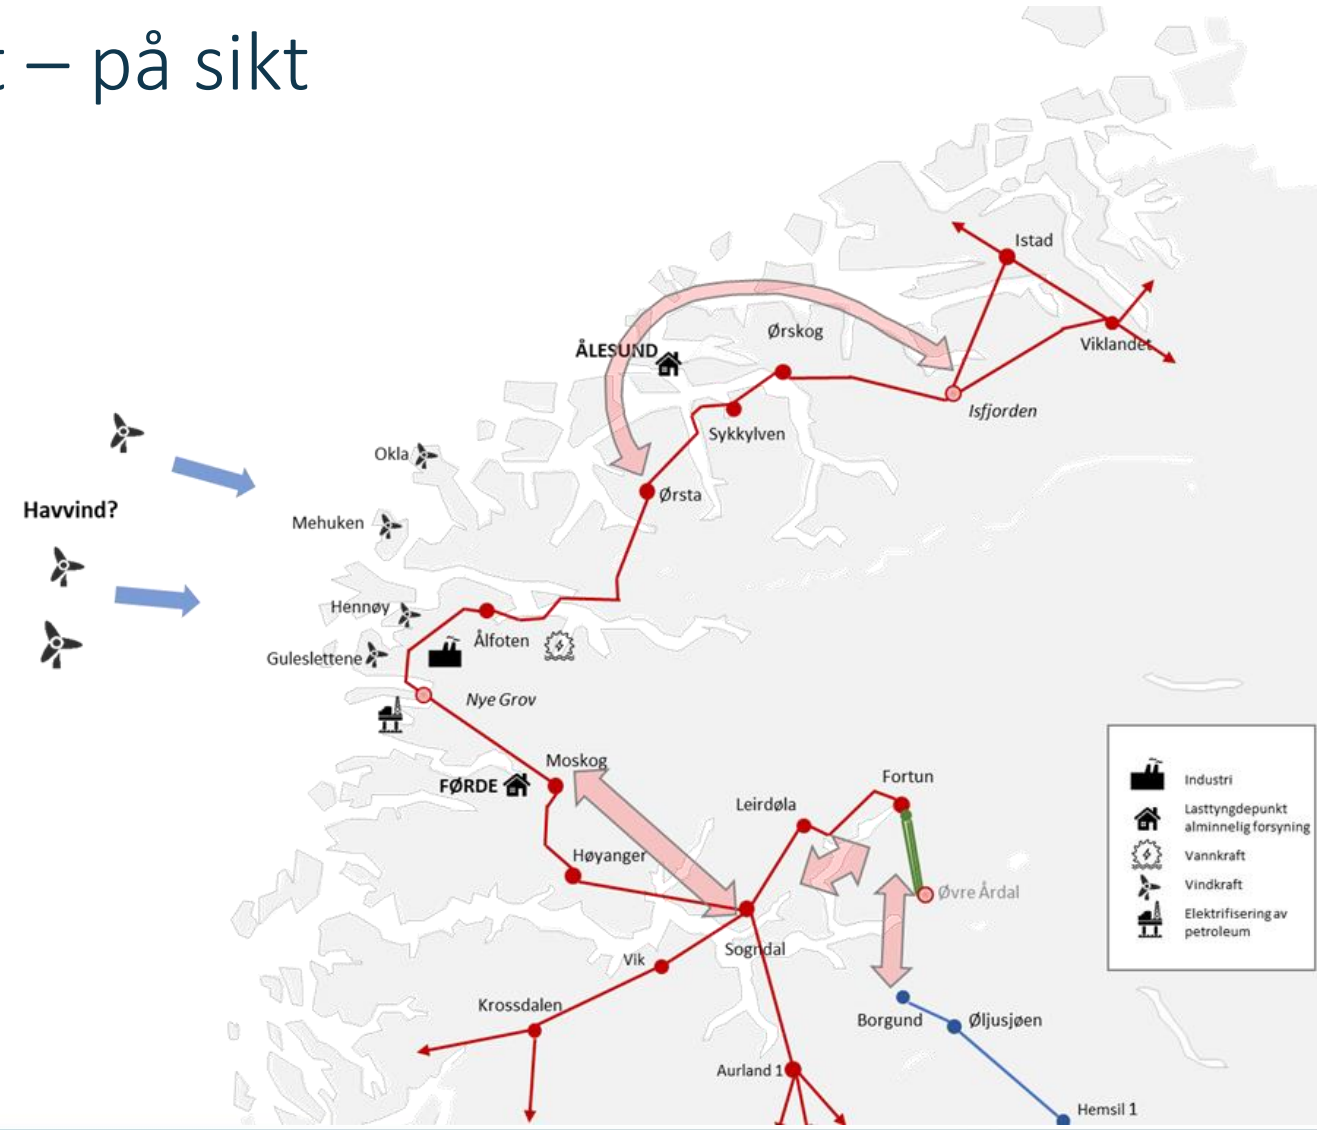 t – på sikt
Istad
Ørskog
Viklandet
ÅLESUND
Isfjorden
Sykkylven
Okla
Ørsta
Havvind?
Mehuken
Hennøy
Ålfoten
Guleslettene
Nye Grov
Moskog
FØRDE
Fortun
Leirdøla
Høyanger
Øvre Årdal
Sogndal
Vik
Krossdalen
Borgund
Øljusjøen
Aurland 1
Hemsil 1
Industri
Lasttyngdepunkt
alminnelig forsyning
Vannkraft
Vindkraft
Elektrifisering av
petroleum